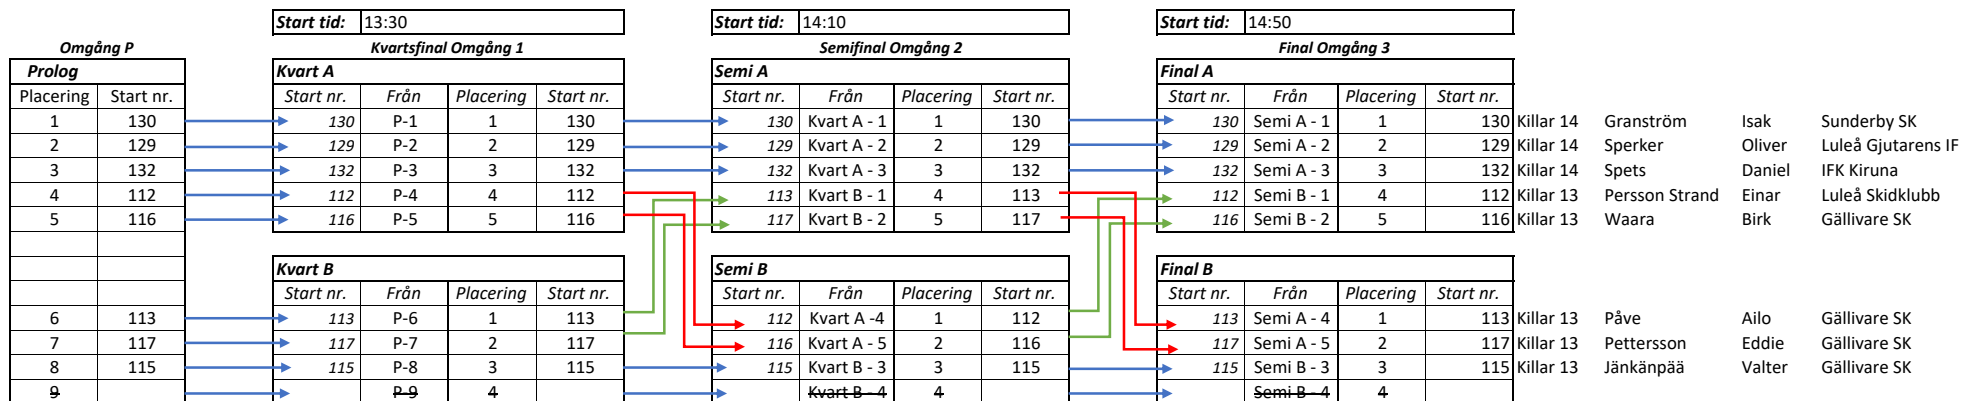 Start tid: 13:30 Start tid: 14:10 Start tid: 14:50
Omgång P Kvartsfinal Omgång 1 Semifinal Omgång 2 Final Omgång 3
Prolog Kvart A Semi A Final A
Placering Start nr. Start nr. Från Placering Start nr. Start nr. Från Placering Start nr. Start nr. Från Placering Start nr.
1 130 130 P-1 1 130 130 Kvart A - 1 1 130 130 Semi A - 1 1 130 Killar 14 Granström Isak Sunderby SK
2 129 129 P-2 2 129 129 Kvart A - 2 2 129 129 Semi A - 2 2 129 Killar 14 Sperker Oliver Luleå Gjutarens IF
3 132 132 P-3 3 132 132 Kvart A - 3 3 132 132 Semi A - 3 3 132 Killar 14 Spets Daniel IFK Kiruna
4 112 112 P-4 4 112 113 Kvart B - 1 4 113 112 Semi B - 1 4 112 Killar 13 Persson Strand Einar Luleå Skidklubb
5 116 116 P-5 5 116 117 Kvart B - 2 5 117 116 Semi B - 2 5 116 Killar 13 Waara Birk Gällivare SK
Kvart B Semi B Final B
Start nr. Från Placering Start nr. Start nr. Från Placering Start nr. Start nr. Från Placering Start nr.
6 113 113 P-6 1 113 112 Kvart A -4 1 112 113 Semi A - 4 1 113 Killar 13 Påve Ailo Gällivare SK
7 117 117 P-7 2 117 116 Kvart A - 5 2 116 117 Semi A - 5 2 117 Killar 13 Pettersson Eddie Gällivare SK
8 115 115 P-8 3 115 115 Kvart B - 3 3 115 115 Semi B - 3 3 115 Killar 13 Jänkänpää Valter Gällivare SK
9 P-9 4 Kvart B - 4 4 Semi B - 4 4